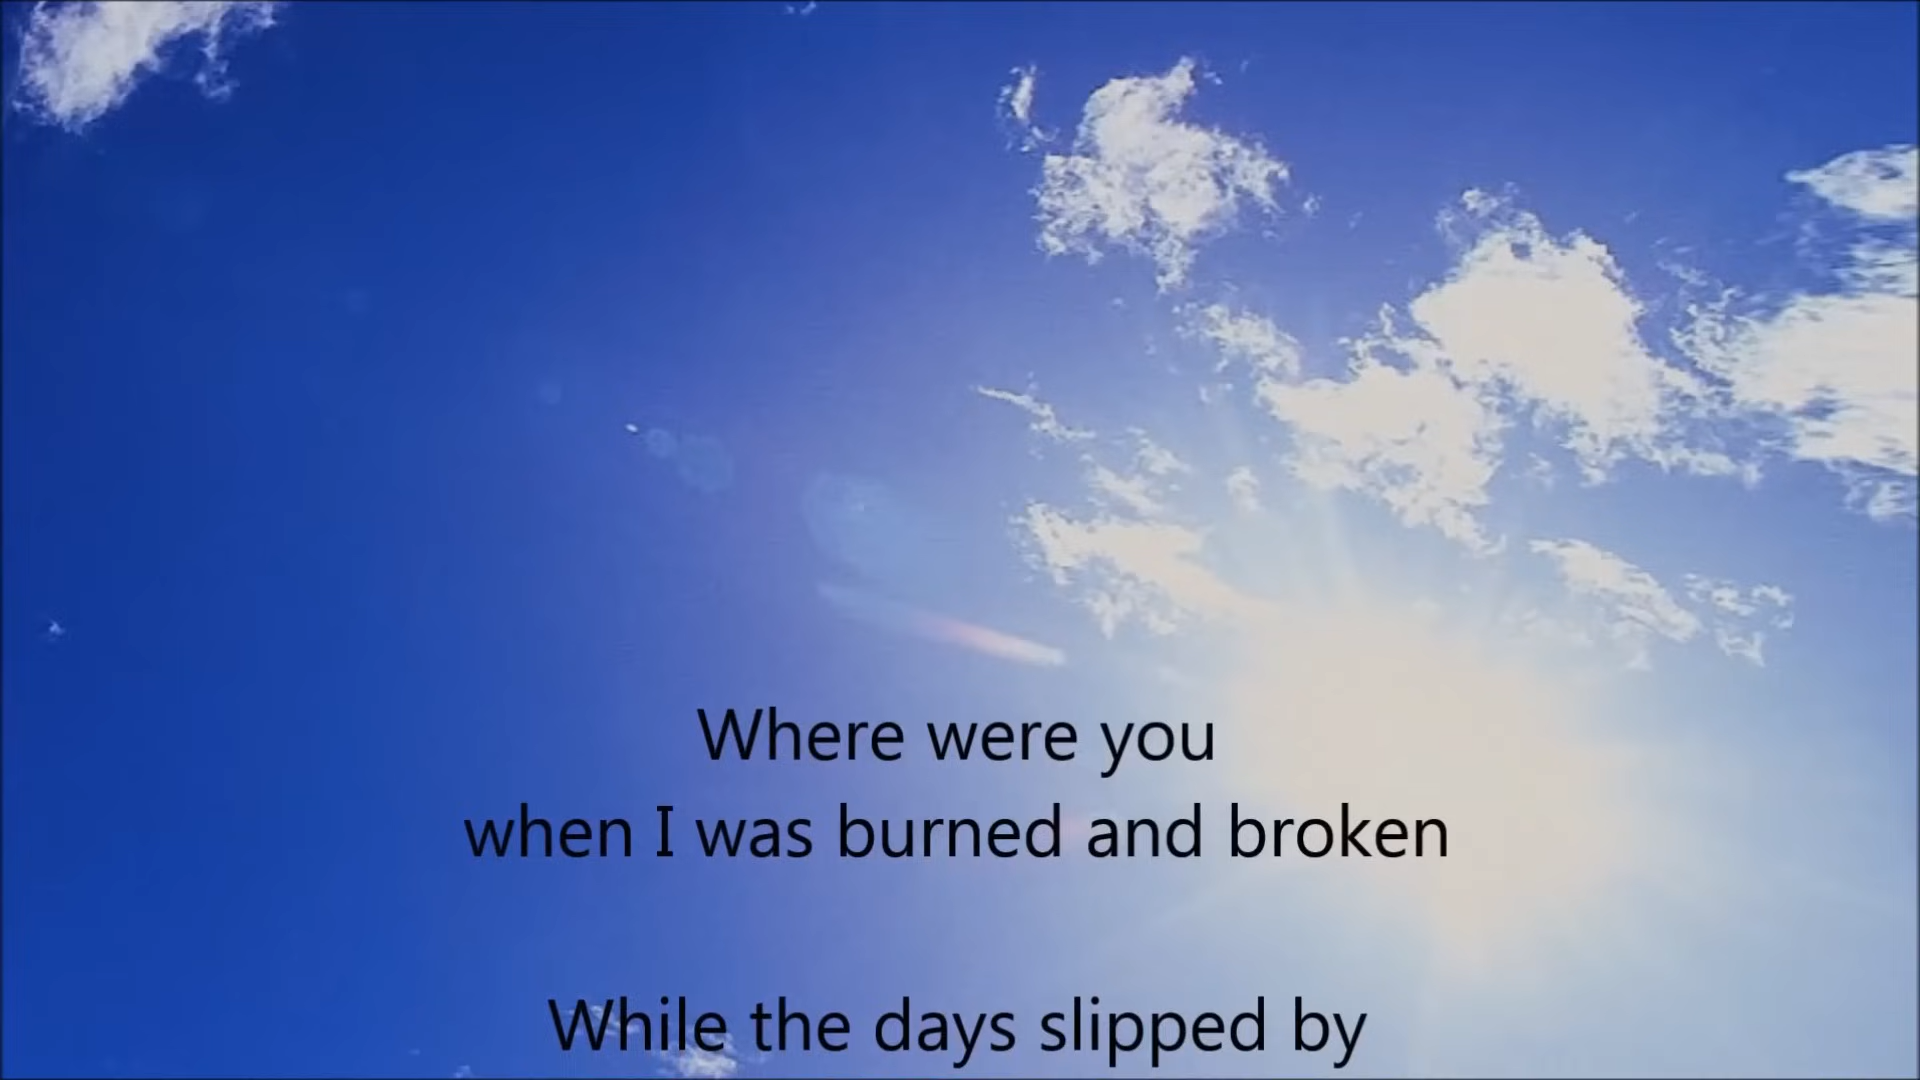 Where were you
when I was burned and broken
While the days slipped by